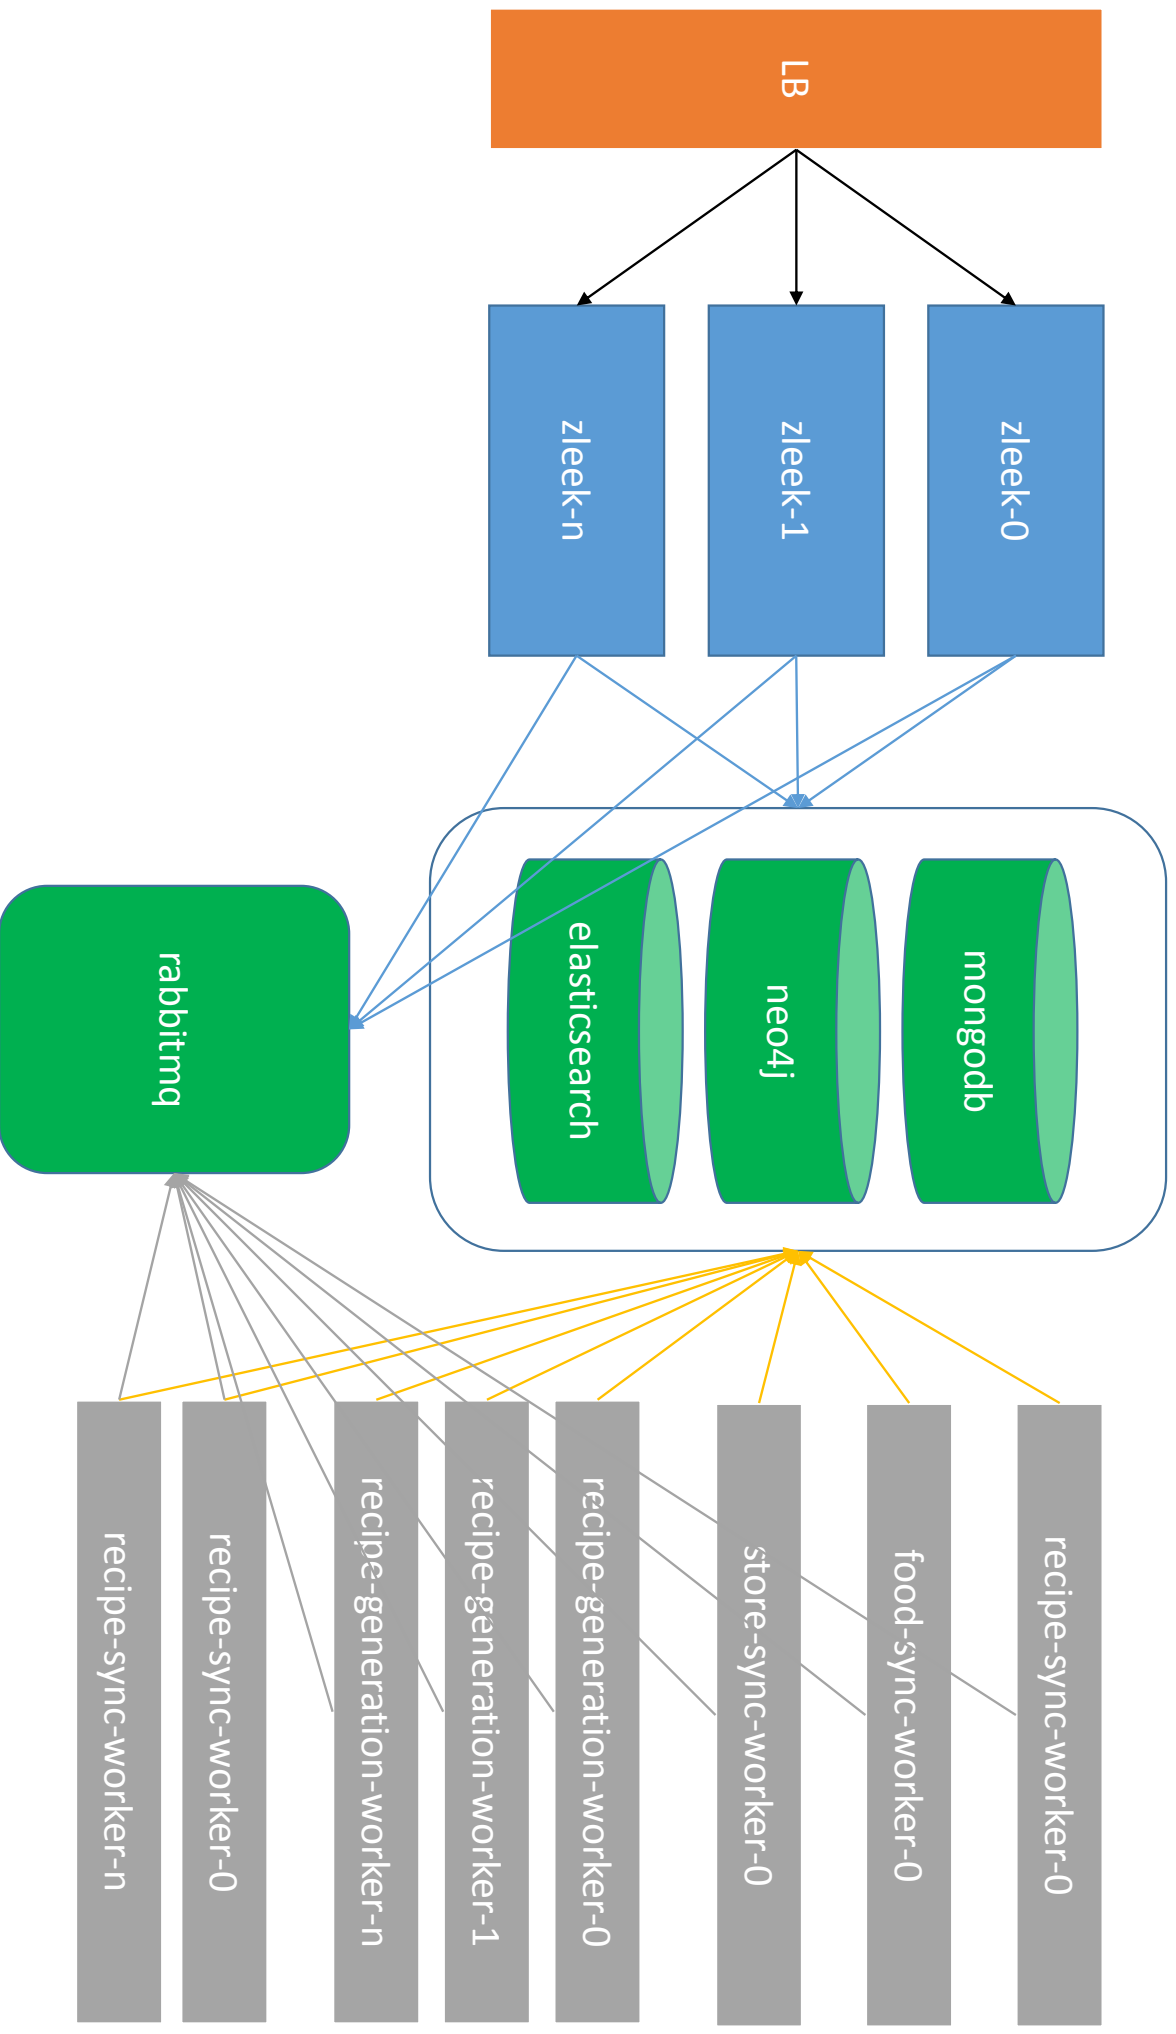 LB
zleek-0
zleek-1
zleek-n
mongodb
neo4j
elasticsearch
rabbitmq
recipe-sync-worker-0
food-sync-worker-0
store-sync-worker-0
recipe-generation-worker-0
recipe-generation-worker-1
recipe-generation-worker-n
recipe-sync-worker-0
recipe-sync-worker-n